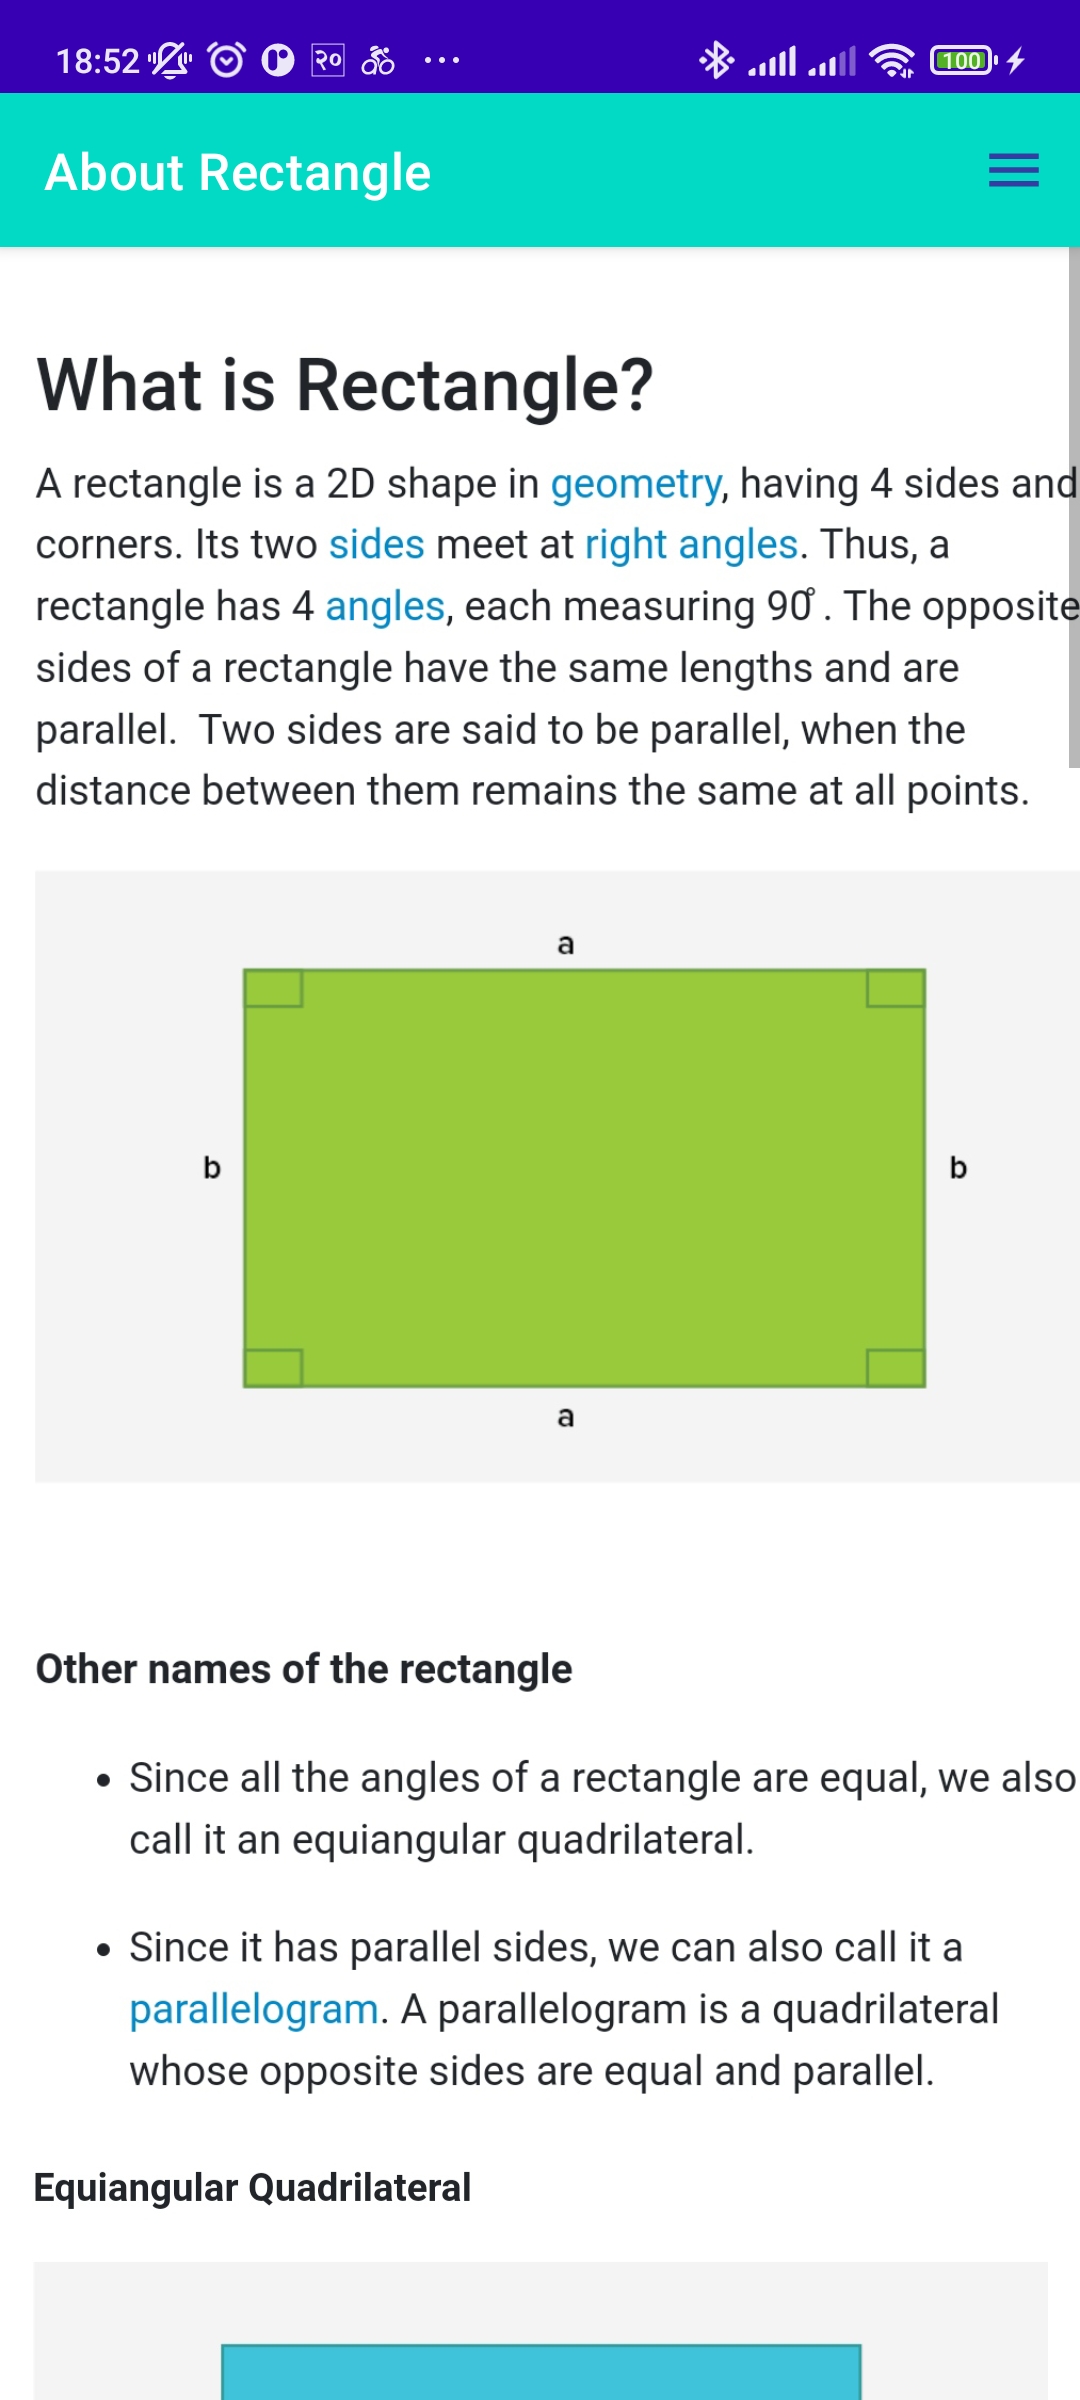 18:52 २० 100
About Rectangle
What is Rectangle?
A rectangle is a 2D shape in geometry, having 4 sides and
corners. Its two sides meet at right angles. Thus, a
rectangle has 4 angles, each measuring 90°. The opposite
sides of a rectangle have the same lengths and are
parallel. Two sides are said to be parallel, when the
distance between them remains the same at all points.
a
b b
a
Other names of the rectangle
• Since all the angles of a rectangle are equal, we also
call it an equiangular quadrilateral.
• Since it has parallel sides, we can also call it a
parallelogram. A parallelogram is a quadrilateral
whose opposite sides are equal and parallel.
Equiangular Quadrilateral